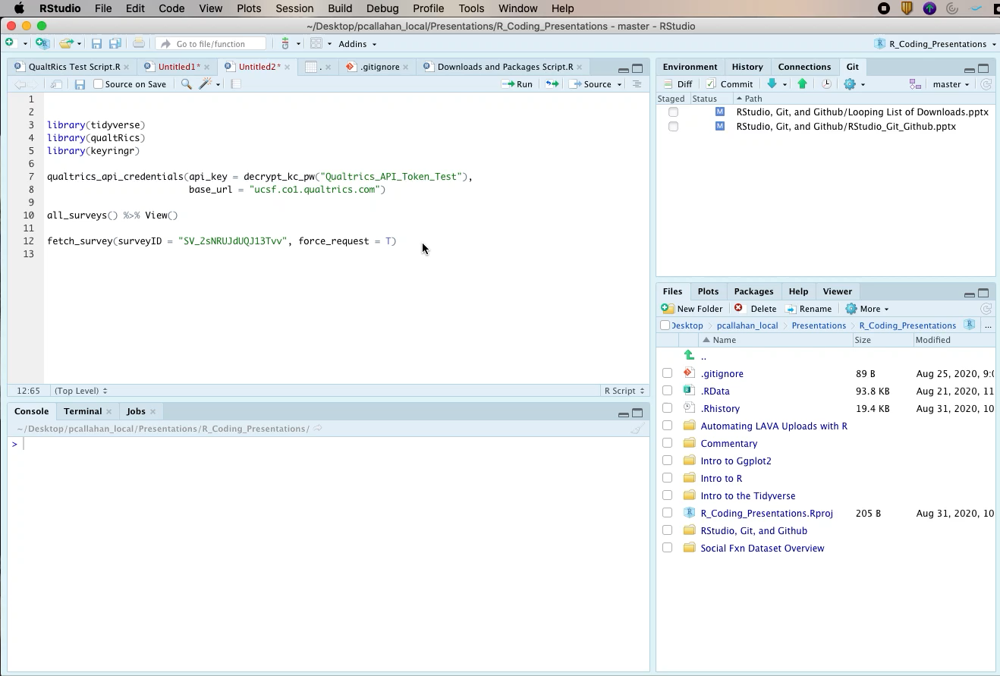 RStudio File Edit Code View Plots Session Build Debug Profile Tools Window Help
~/Desktop/pcallahan_local/Presentations/R_Coding_Presentations - master - RStudio
Go to file/function Addins R_Coding_Presentations
QualtRics Test Script.R Untitled1* Untitled2* . .gitignore Downloads and Packages Script.R
Source on Save Run Source
1
2
3 library(tidyverse)
4 library(qualtRics)
5 library(keyringr)
6
7 qualtrics_api_credentials(api_key = decrypt_kc_pw("Qualtrics_API_Token_Test"),
8 base_url = "ucsf.co1.qualtrics.com")
9
10 all_surveys() %>% View()
11
12 fetch_survey(surveyID = "SV_2sNRUJdUQJ13Tvv", force_request = T)
13
12:65 (Top Level) R Script
Console Terminal Jobs
~/Desktop/pcallahan_local/Presentations/R_Coding_Presentations/
>
Environment History Connections Git
Diff Commit master
Staged Status Path
M RStudio, Git, and Github/Looping List of Downloads.pptx
M RStudio, Git, and Github/RStudio_Git_Github.pptx
Files Plots Packages Help Viewer
New Folder Delete Rename More
Desktop pcallahan_local Presentations R_Coding_Presentations ...
Name Size Modified
..
.gitignore 89 B Aug 25, 2020, 9:0
.RData 93.8 KB Aug 21, 2020, 11
.Rhistory 19.4 KB Aug 31, 2020, 10
Automating LAVA Uploads with R
Commentary
Intro to Ggplot2
Intro to R
Intro to the Tidyverse
R_Coding_Presentations.Rproj 205 B Aug 31, 2020, 10
RStudio, Git, and Github
Social Fxn Dataset Overview